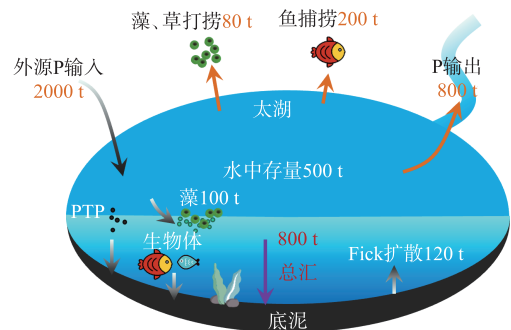 藻、草打捞80 t
鱼捕捞200 t
外源P输入
2000 t
P输出
800 t
太湖
水中存量500 t
藻100 t
PTP
生物体
800 t
总汇
Fick扩散120 t
底泥